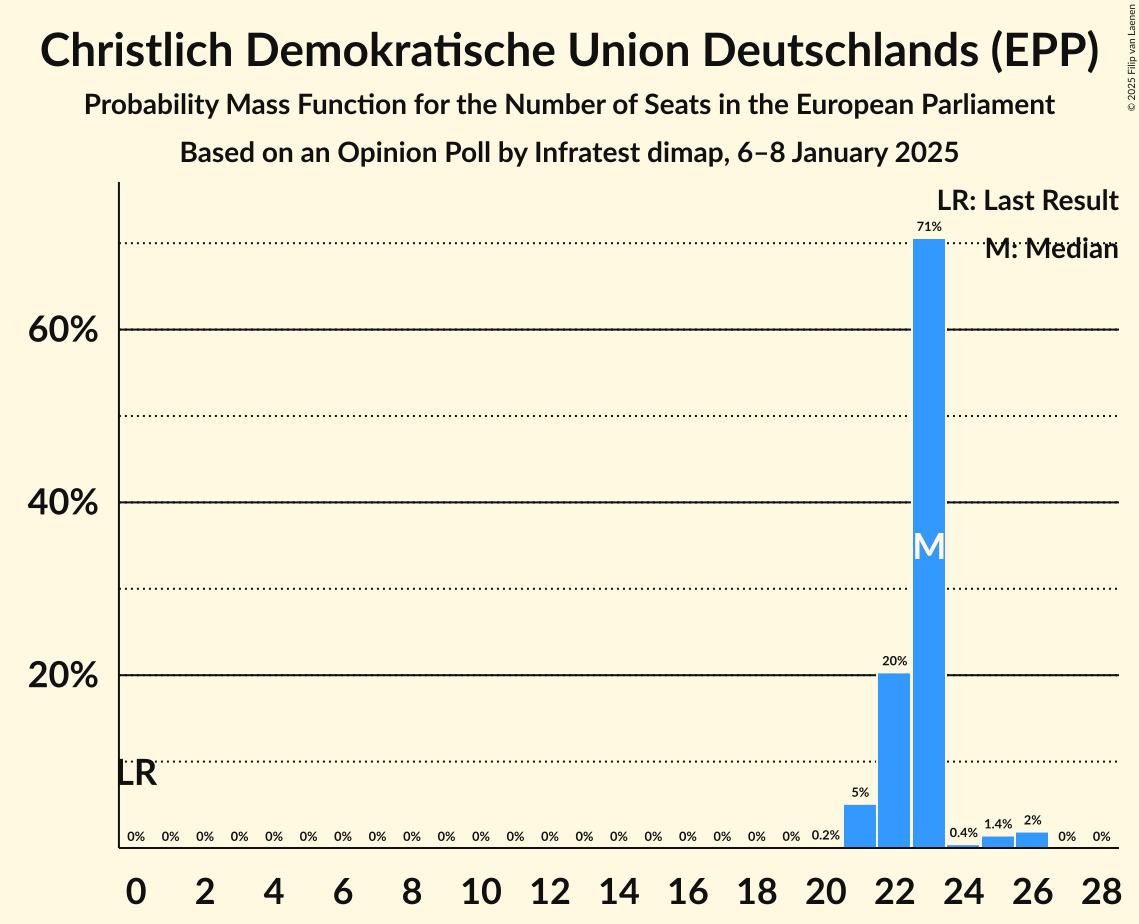 Christlich Demokratische Union Deutschlands (EPP)
Probability Mass Function for the Number of Seats in the European Parliament
Based on an Opinion Poll by Infratest dimap, 6–8 January 2025
© 2025 Filip van Laenen
LR: Last Result
M: Median
71%
60%
40%
M
20%
20%
LR
0% 0% 0% 0% 0% 0% 0% 0% 0% 0% 0% 0% 0% 0% 0% 0% 0% 0% 0% 0% 0.2% 5% 0.4% 1.4% 2% 0% 0%
0 2 4 6 8 10 12 14 16 18 20 22 24 26 28